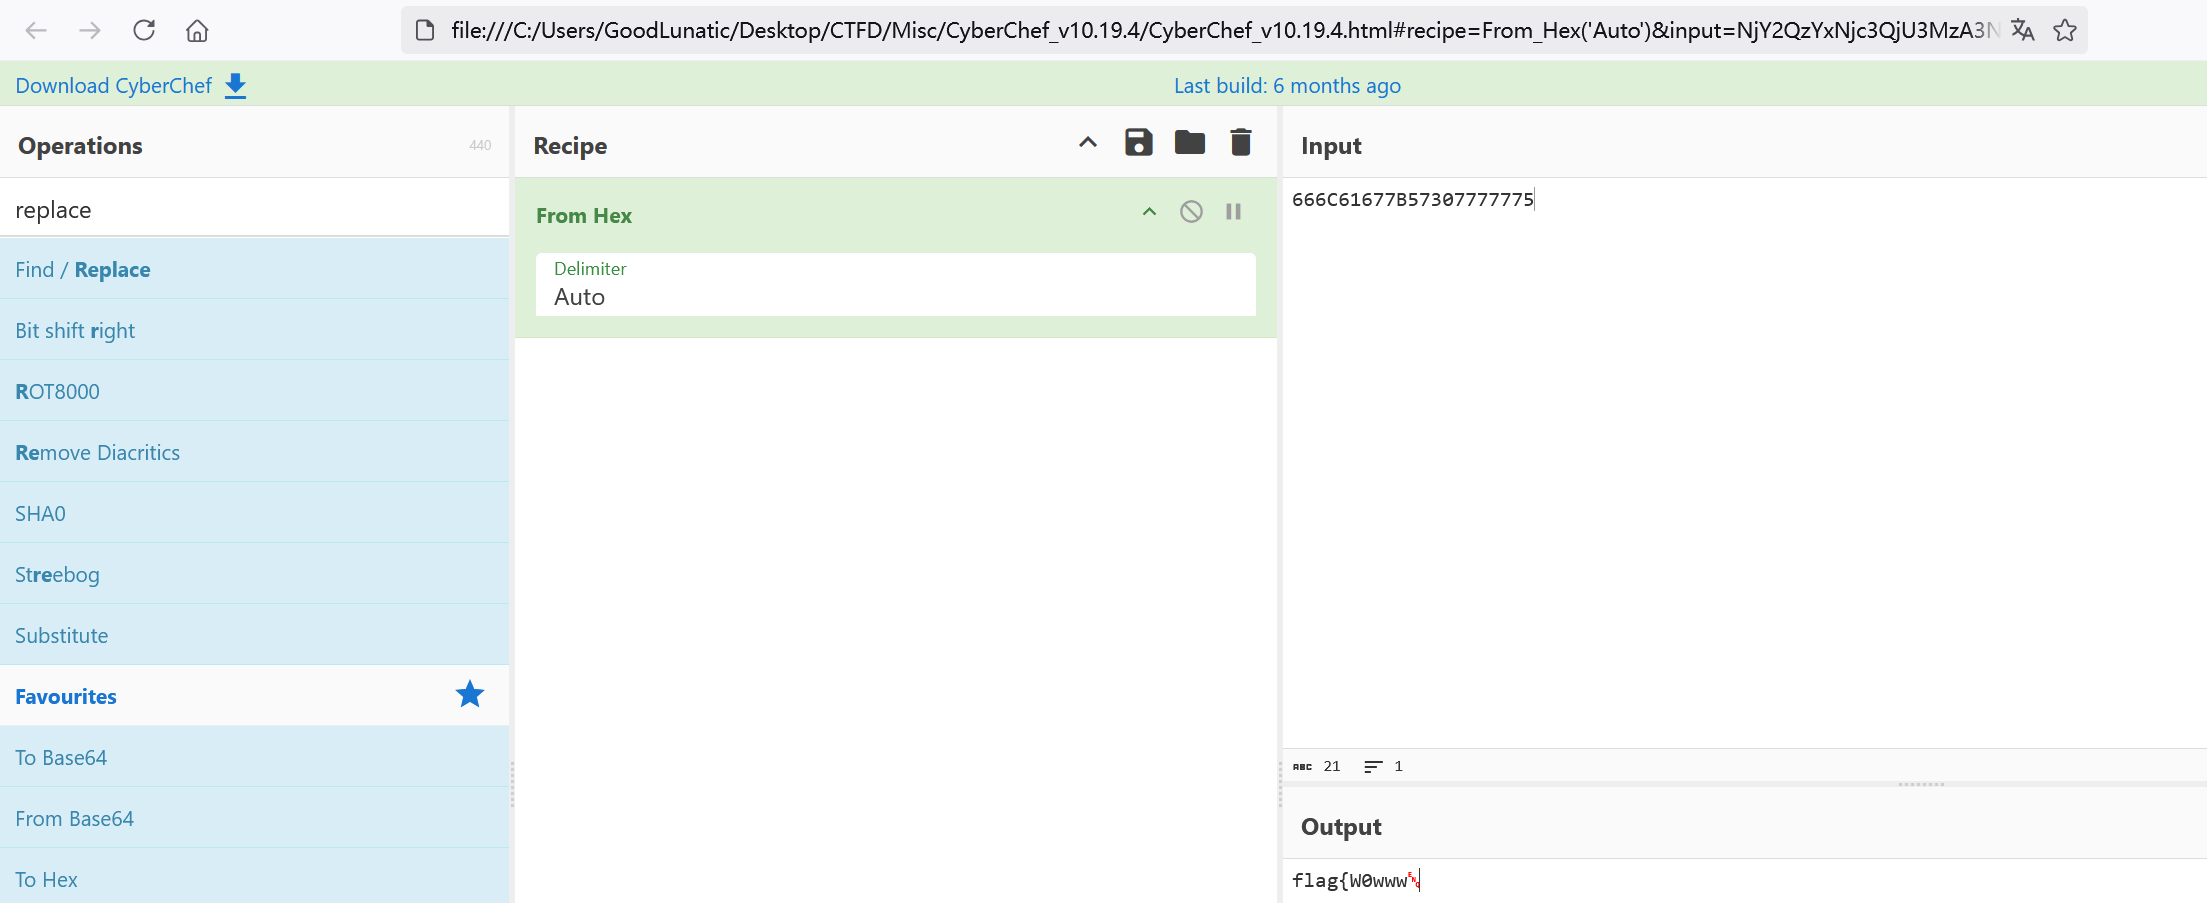 file:///C:/Users/GoodLunatic/Desktop/CTFD/Misc/CyberChef_v10.19.4/CyberChef_v10.19.4.html#recipe=From_Hex('Auto')&input=NjY2QzYxNjc3QjU3MzA3N
Download CyberChef
Last build: 6 months ago
Operations
440
replace
Find / Replace
Bit shift right
ROT8000
Remove Diacritics
SHA0
Streebog
Substitute
Favourites
To Base64
From Base64
To Hex
Recipe
From Hex
Delimiter
Auto
Input
666C61677B57307777775
ABC 21 1
Output
flag{W0wwwENQ